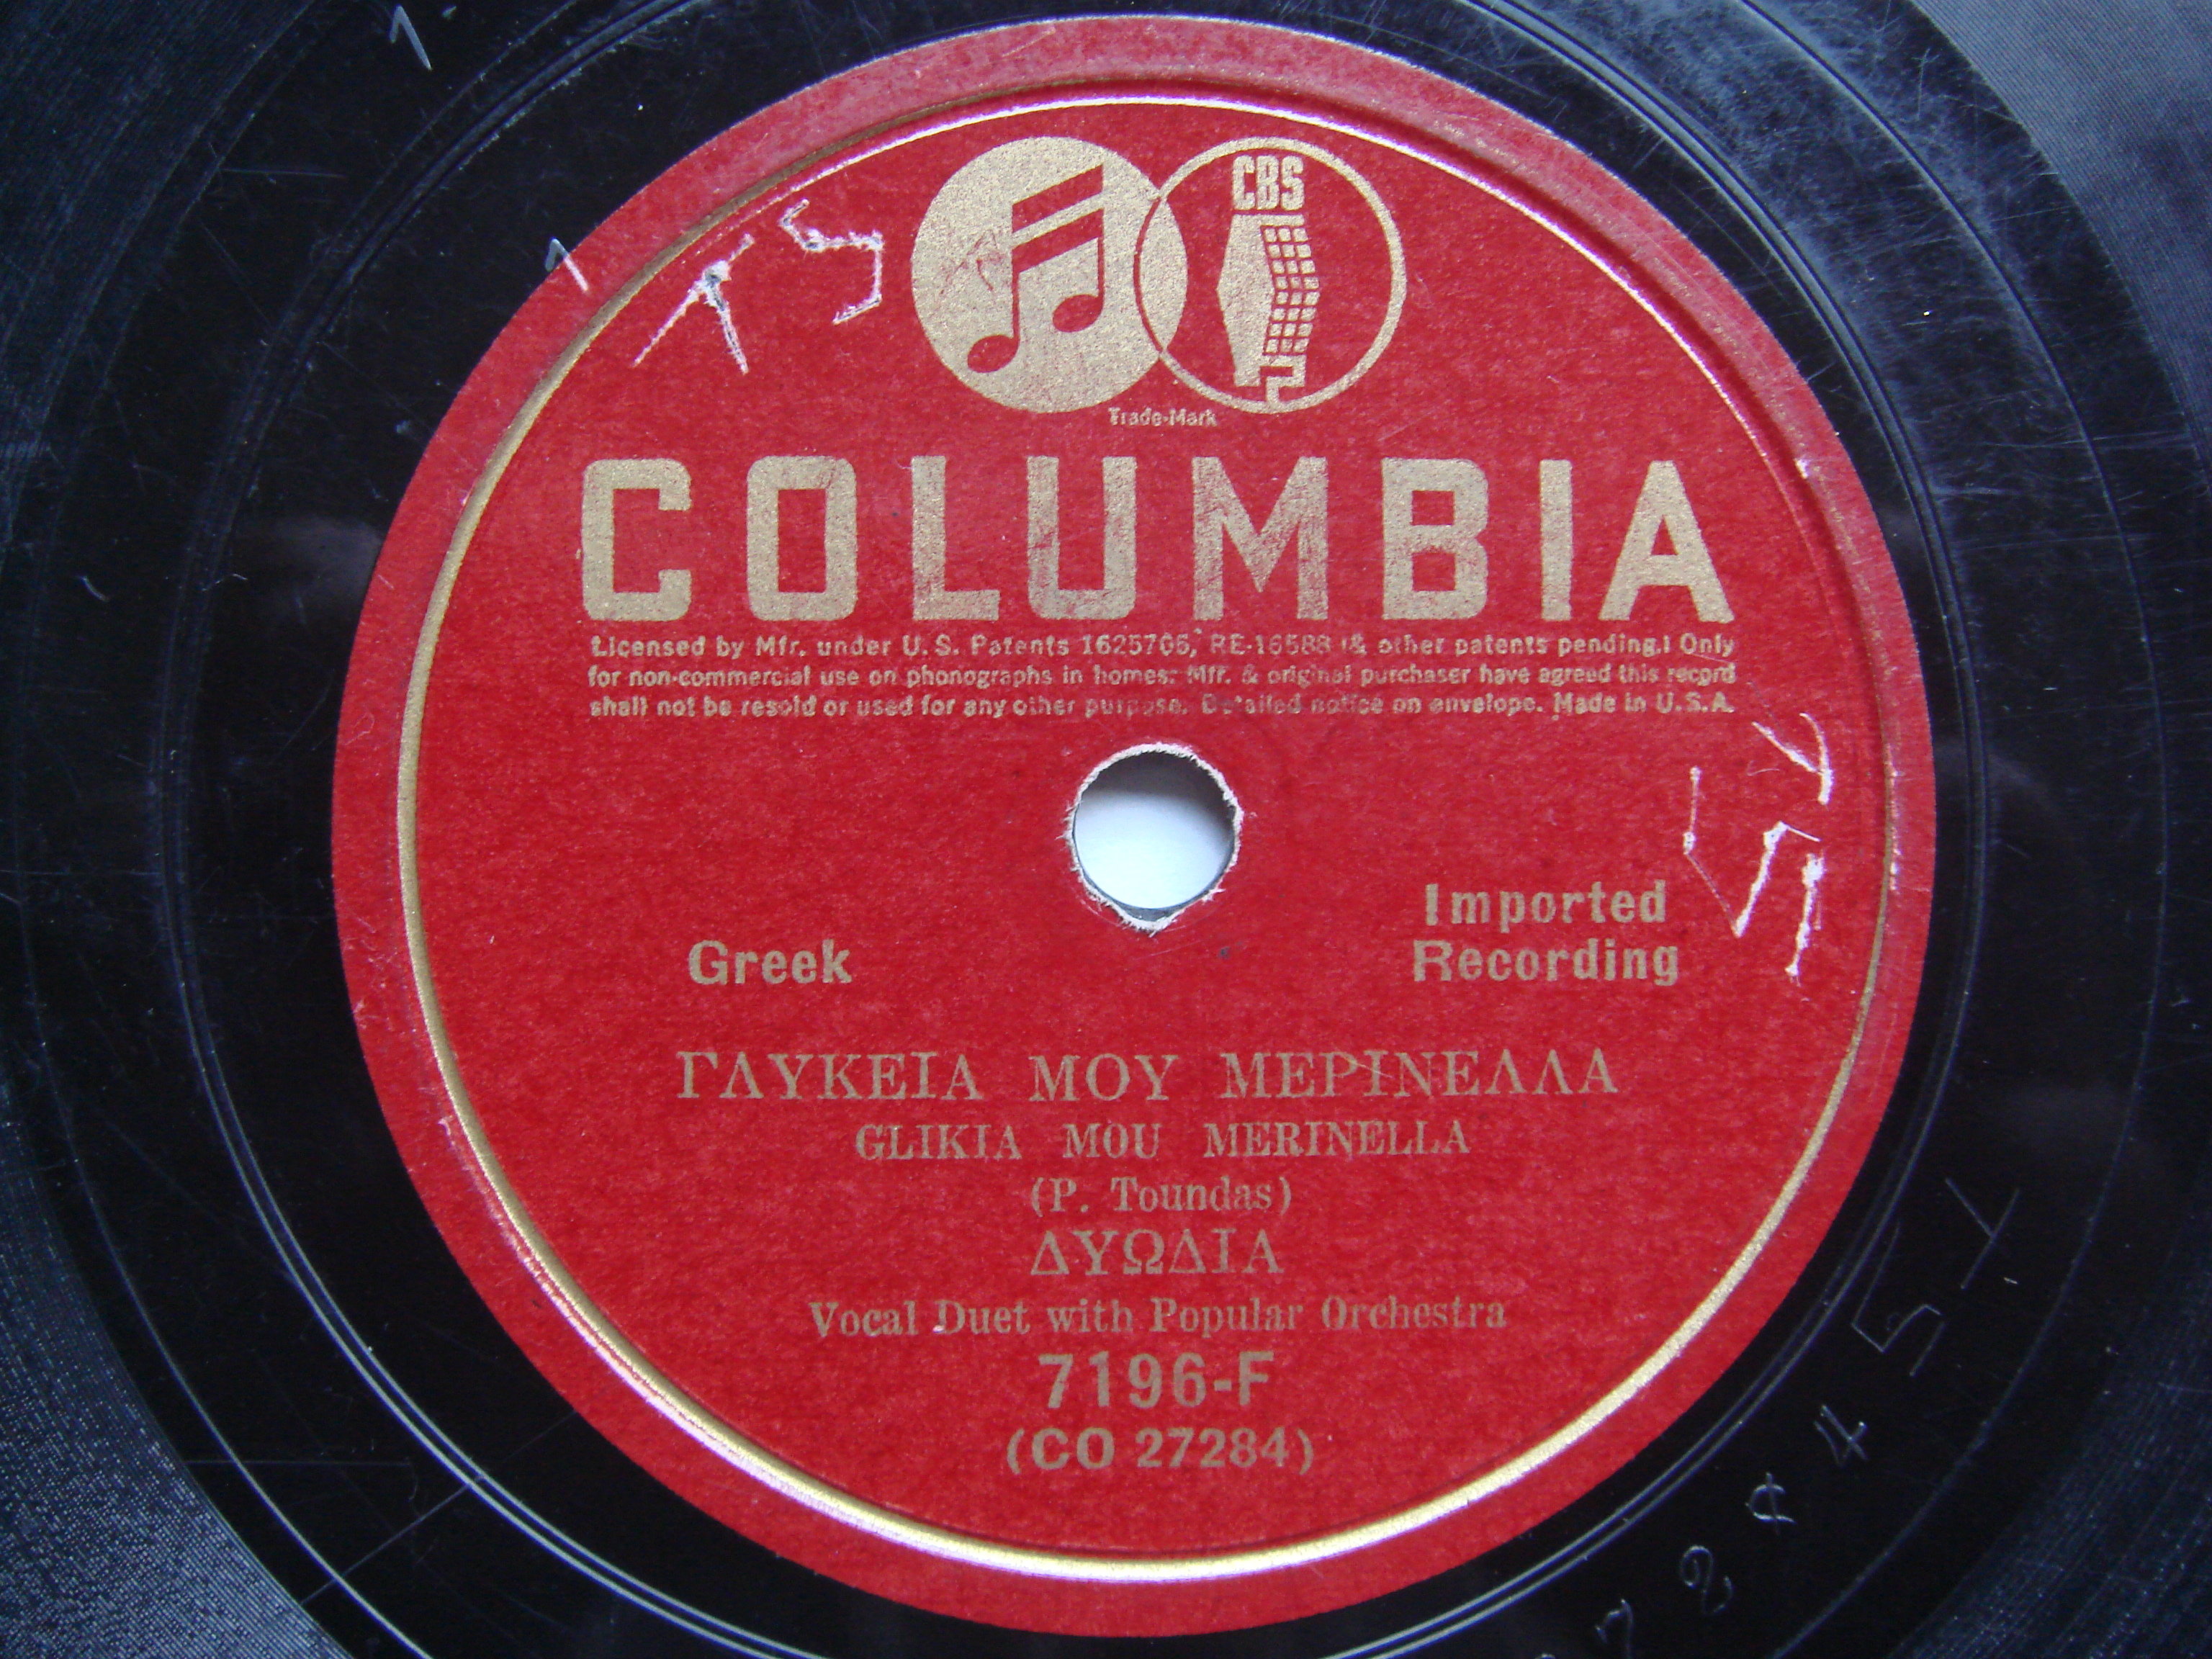 CBS
Trade-Mark
COLUMBIA
Licensed by Mfr. under U.S. Patents 1625705, RE-16588 (& other patents pending.) Only
for non-commercial use on phonographs in homes: Mfr. & original purchaser have agreed this record
shall not be resold or used for any other purpose. Detailed notice on envelope. Made in U.S.A.
Imported
Greek Recording
ΓΛΥΚΕΙΑ ΜΟΥ ΜΕΡΙΝΕΛΛΑ
GLIKIA MOU MERINELLA
(P. Toundas)
ΔΥΩΔΙΑ
Vocal Duet with Popular Orchestra
7196-F
(CO 27284)